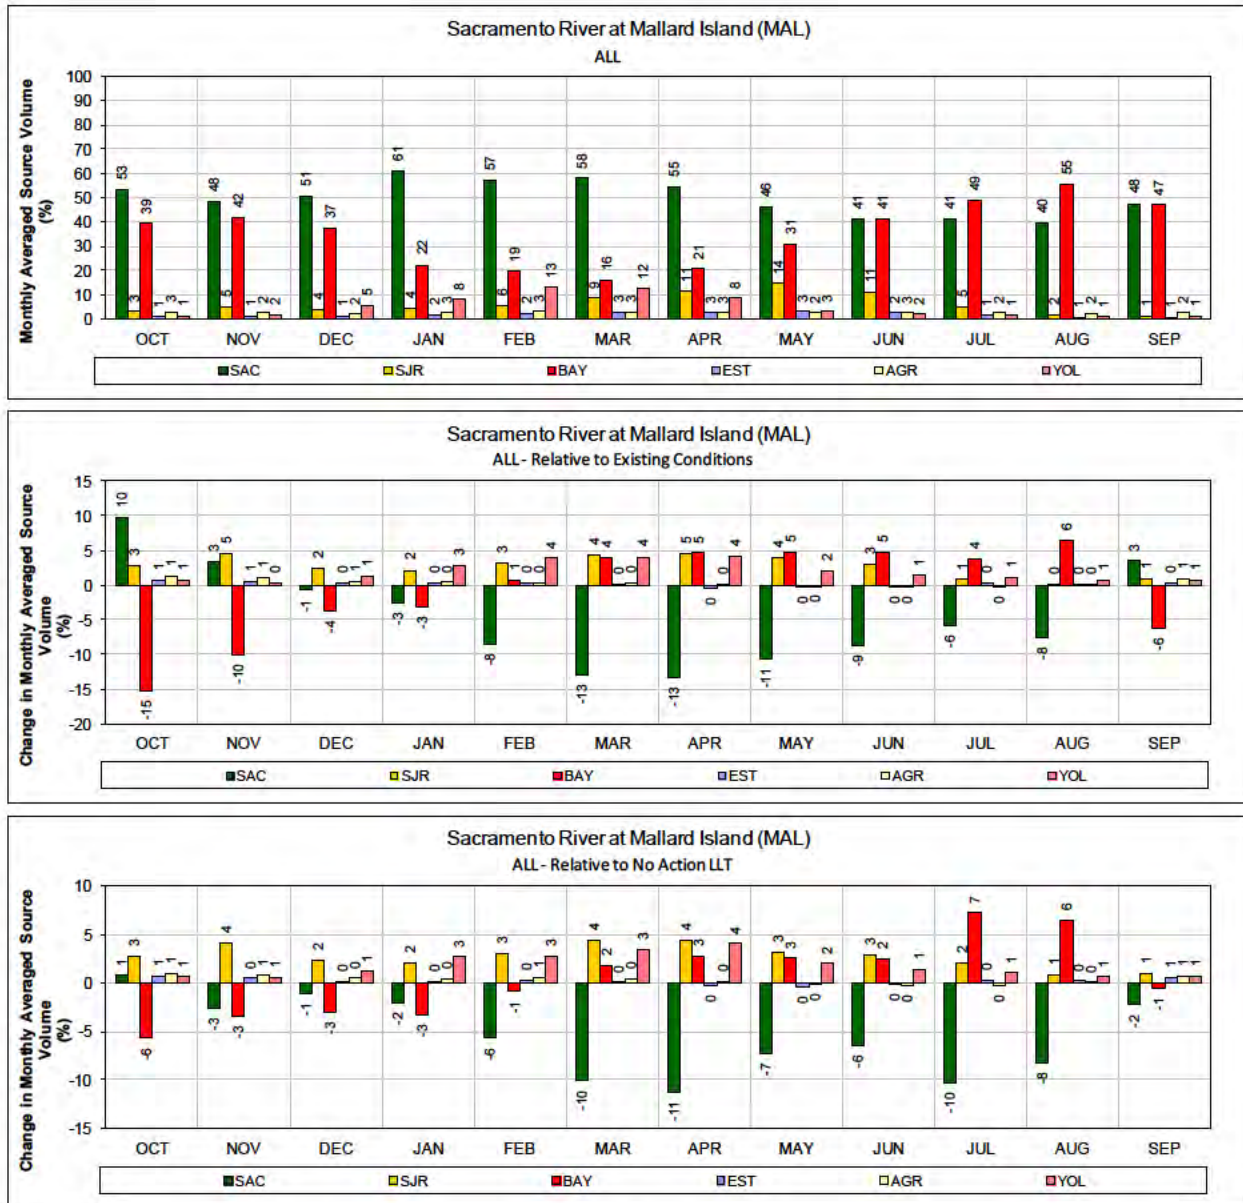 Sacramento River at Mallard Island (MAL)
ALL
Monthly Averaged Source Volume
(%)
100
90
80
70
60
50
40
30
20
10
0
53 3 39 1 3 1
48 5 42 1 2 2
51 4 37 1 2 5
61 4 22 2 3 8
57 6 19 2 3 13
58 9 16 3 3 12
55 11 21 3 3 8
46 14 31 3 2 3
41 11 41 2 3 2
41 5 49 1 2 1
40 2 55 1 2 1
48 1 47 1 2 1
OCT NOV DEC JAN FEB MAR APR MAY JUN JUL AUG SEP
SAC SJR BAY EST AGR YOL
Sacramento River at Mallard Island (MAL)
ALL - Relative to Existing Conditions
Change in Monthly Averaged Source
Volume
(%)
15
10
5
0
-5
-10
-15
-20
10 3 -15 1 1 1
3 5 -10 1 1 0
-1 2 -4 0 1 1
-3 2 -3 0 0 3
-8 3 1 0 0 4
-13 4 4 0 0 4
-13 5 5 0 0 4
-11 4 5 0 0 2
-9 3 5 0 0 1
-6 1 4 0 0 1
-8 0 6 0 0 1
3 1 -6 0 1 1
OCT NOV DEC JAN FEB MAR APR MAY JUN JUL AUG SEP
SAC SJR BAY EST AGR YOL
Sacramento River at Mallard Island (MAL)
ALL - Relative to No Action LLT
Change in Monthly Averaged Source
Volume
(%)
10
5
0
-5
-10
-15
1 3 -6 1 1 1
-3 4 -3 0 1 1
-1 2 -3 0 0 1
-2 2 -3 0 0 3
-6 3 -1 0 1 3
-10 4 2 0 0 3
-11 4 3 0 0 4
-7 3 3 0 0 2
-6 3 2 0 0 1
-10 2 7 0 0 1
-8 1 6 0 0 1
-2 1 -1 1 1 1
OCT NOV DEC JAN FEB MAR APR MAY JUN JUL AUG SEP
SAC SJR BAY EST AGR YOL